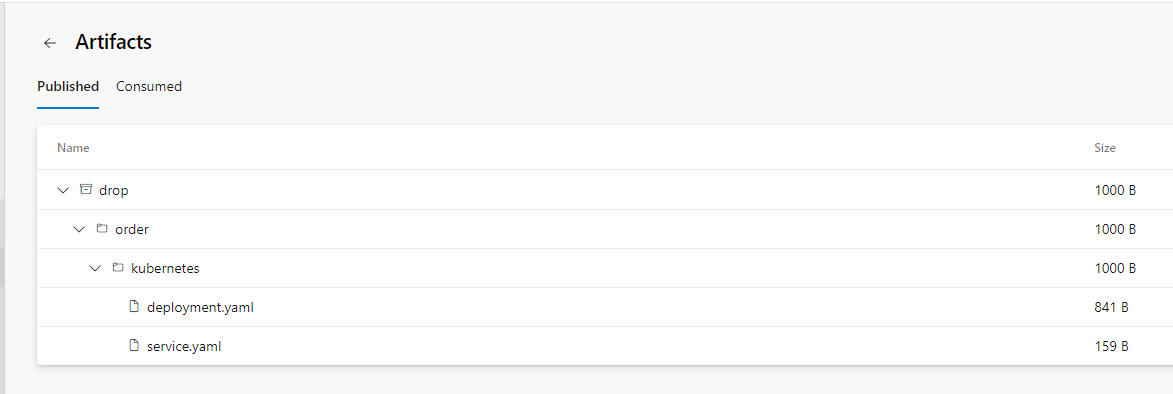 Artifacts
Published Consumed
Name Size
drop 1000 B
order 1000 B
kubernetes 1000 B
deployment.yaml 841 B
service.yaml 159 B